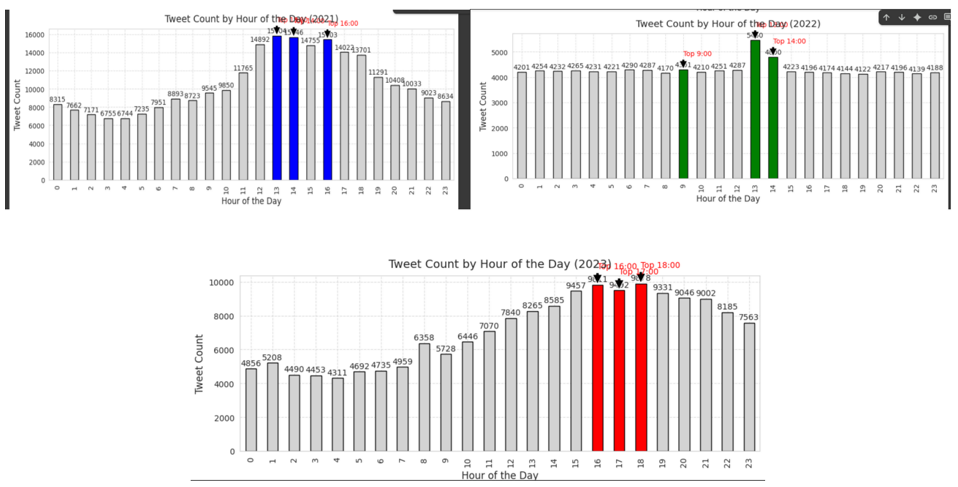 Tweet Count by Hour of the Day (2021)
Top 16:00
16000
14000
12000
10000
8000
6000
4000
2000
0
Tweet Count
8315 7662 7171 6755 6744 7235 7951 8893 8723 9545 9850 11765 14892 14755 14022 13701 11291 10408 10033 9023 8634
0 1 2 3 4 5 6 7 8 9 10 11 12 13 14 15 16 17 18 19 20 21 22 23
Hour of the Day
Tweet Count by Hour of the Day (2022)
Top 9:00
Top 14:00
5000
4000
3000
2000
1000
0
Tweet Count
4201 4254 4232 4265 4231 4221 4290 4287 4170 4210 4251 4287 4223 4196 4174 4144 4122 4217 4196 4139 4188
0 1 2 3 4 5 6 7 8 9 10 11 12 13 14 15 16 17 18 19 20 21 22 23
Hour of the Day
Tweet Count by Hour of the Day (2023)
Top 16:00
Top 17:00
Top 18:00
10000
8000
6000
4000
2000
0
Tweet Count
4856 5208 4490 4453 4311 4692 4735 4959 6358 5728 6446 7070 7840 8265 8585 9457 9331 9046 9002 8185 7563
0 1 2 3 4 5 6 7 8 9 10 11 12 13 14 15 16 17 18 19 20 21 22 23
Hour of the Day